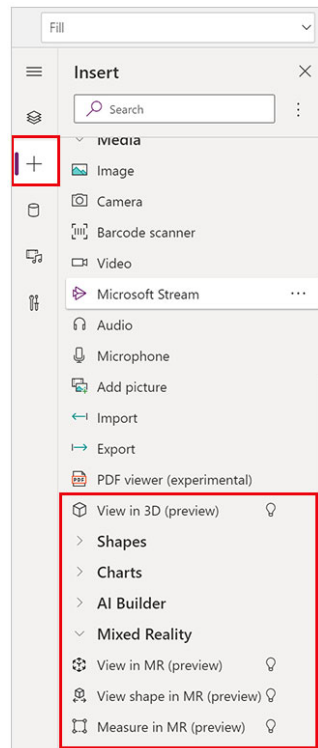 Fill
Insert
Search
Media
Image
Camera
Barcode scanner
Video
Microsoft Stream
Audio
Microphone
Add picture
Import
Export
PDF viewer (experimental)
View in 3D (preview)
Shapes
Charts
AI Builder
Mixed Reality
View in MR (preview)
View shape in MR (preview)
Measure in MR (preview)